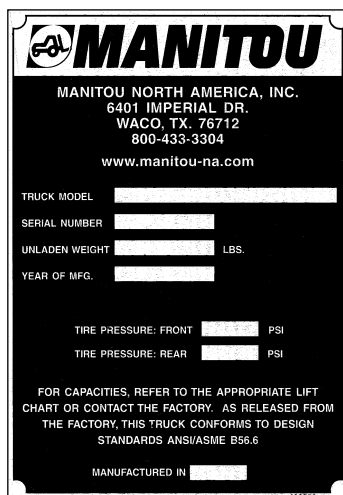 MANITOU
MANITOU NORTH AMERICA, INC.
6401 IMPERIAL DR.
WACO, TX. 76712
800-433-3304
www.manitou-na.com
TRUCK MODEL
SERIAL NUMBER
UNLADEN WEIGHT LBS.
YEAR OF MFG.
TIRE PRESSURE: FRONT PSI
TIRE PRESSURE: REAR PSI
FOR CAPACITIES, REFER TO THE APPROPRIATE LIFT
CHART OR CONTACT THE FACTORY. AS RELEASED FROM
THE FACTORY, THIS TRUCK CONFORMS TO DESIGN
STANDARDS ANSI/ASME B56.6
MANUFACTURED IN